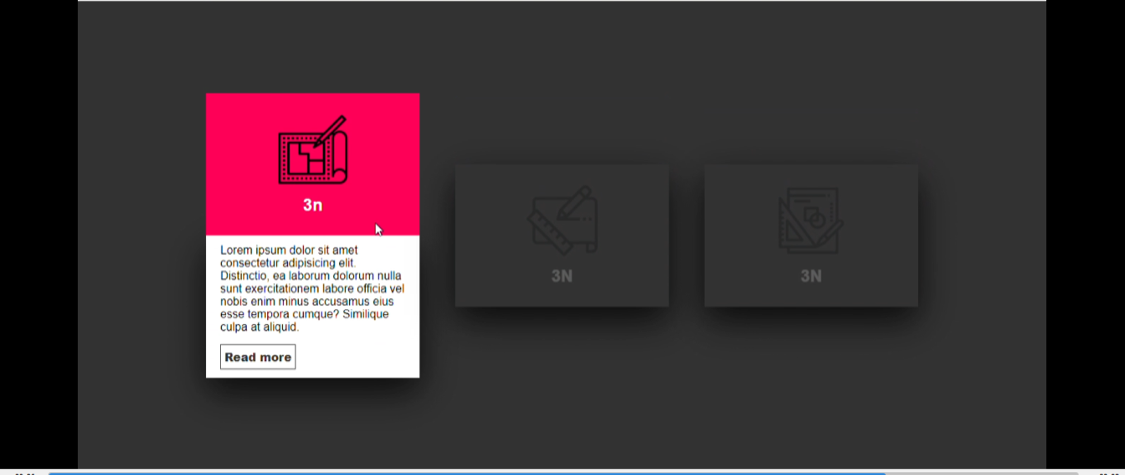 3n
Lorem ipsum dolor sit amet
consectetur adipisicing elit.
Distinctio, ea laborum dolorum nulla
sunt exercitationem labore officia vel
nobis enim minus accusamus eius
esse tempora cumque? Similique
culpa at aliquid.
Read more
3N
3N